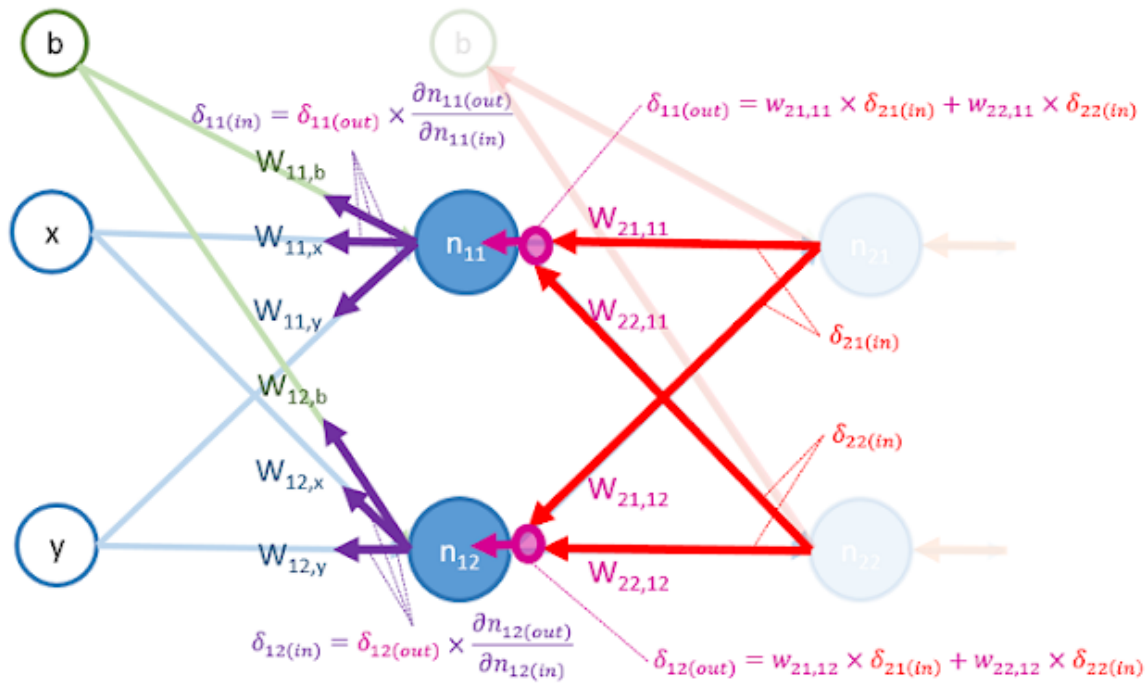 b
b
δ₁₁₍ᵢₙ₎ = δ₁₁₍ₒᵤₜ₎ × ∂n₁₁₍ₒᵤₜ₎ / ∂n₁₁₍ᵢₙ₎
δ₁₁₍ₒᵤₜ₎ = w₂₁,₁₁ × δ₂₁₍ᵢₙ₎ + w₂₂,₁₁ × δ₂₂₍ᵢₙ₎
W₁₁,b
x
W₁₁,ₓ
n₁₁
W₂₁,₁₁
n₂₁
W₁₁,y
W₂₂,₁₁
δ₂₁₍ᵢₙ₎
W₁₂,b
δ₂₂₍ᵢₙ₎
W₁₂,ₓ
W₂₁,₁₂
y
W₁₂,y
n₁₂
W₂₂,₁₂
n₂₂
δ₁₂₍ᵢₙ₎ = δ₁₂₍ₒᵤₜ₎ × ∂n₁₂₍ₒᵤₜ₎ / ∂n₁₂₍ᵢₙ₎
δ₁₂₍ₒᵤₜ₎ = w₂₁,₁₂ × δ₂₁₍ᵢₙ₎ + w₂₂,₁₂ × δ₂₂₍ᵢₙ₎